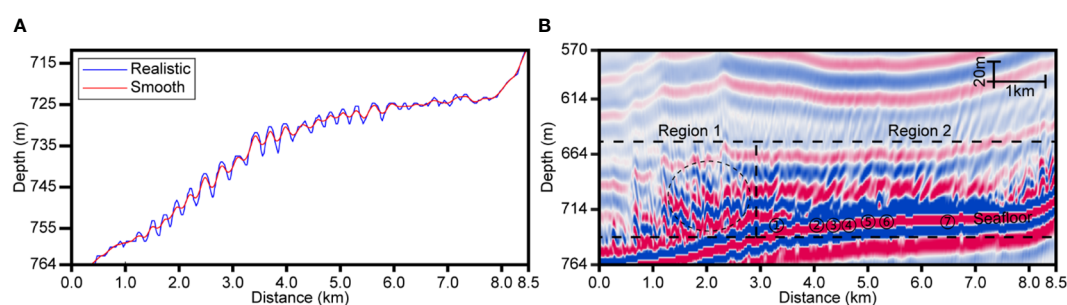 A
Realistic
Smooth
715
725
735
745
755
764
Depth (m)
0.0 1.0 2.0 3.0 4.0 5.0 6.0 7.0 8.0 8.5
Distance (km)
B
570
614
664
714
764
Depth (m)
20m
1km
Region 1
Region 2
① ② ③ ④ ⑤ ⑥ ⑦ Seafloor
0.0 1.0 2.0 3.0 4.0 5.0 6.0 7.0 8.0 8.5
Distance (km)